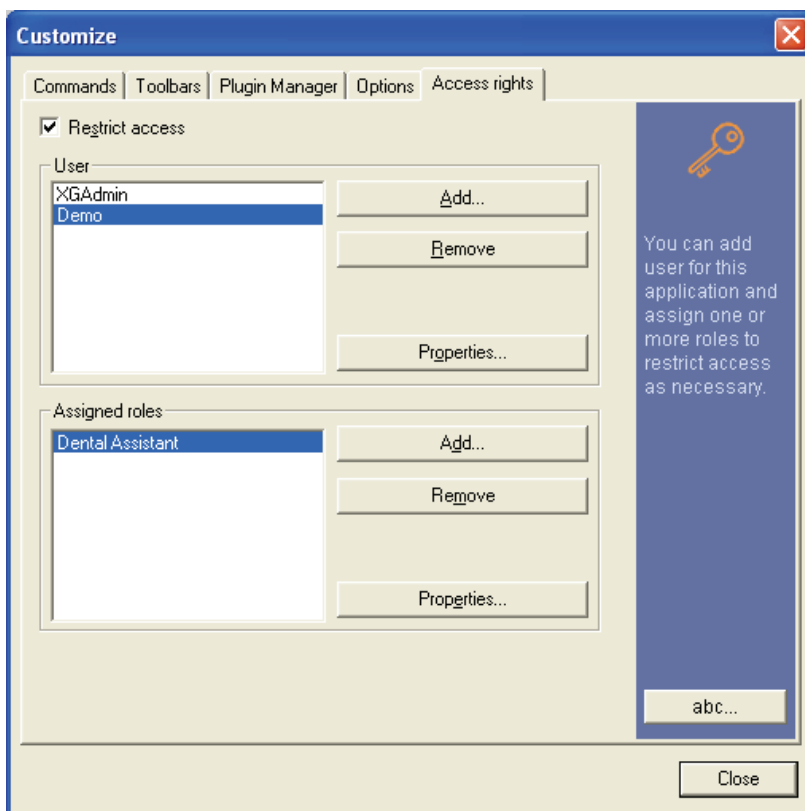 Customize
Commands Toolbars Plugin Manager Options Access rights
Restrict access
User
XGAdmin
Demo
Add...
Remove
Properties...
Assigned roles
Dental Assistant
Add...
Remove
Properties...
You can add
user for this
application and
assign one or
more roles to
restrict access
as necessary.
abc...
Close